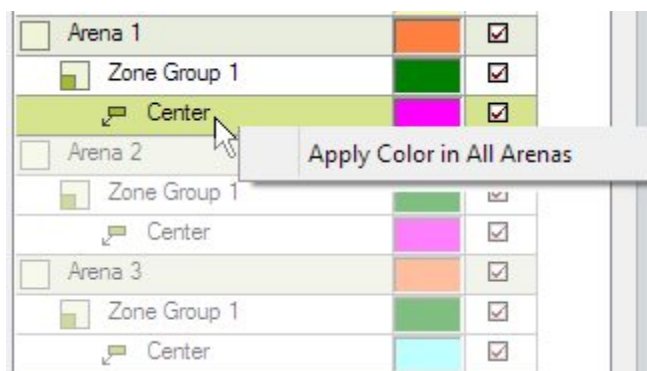 Arena 1
Zone Group 1
Center
Apply Color in All Arenas
Arena 2
Zone Group 1
Center
Arena 3
Zone Group 1
Center